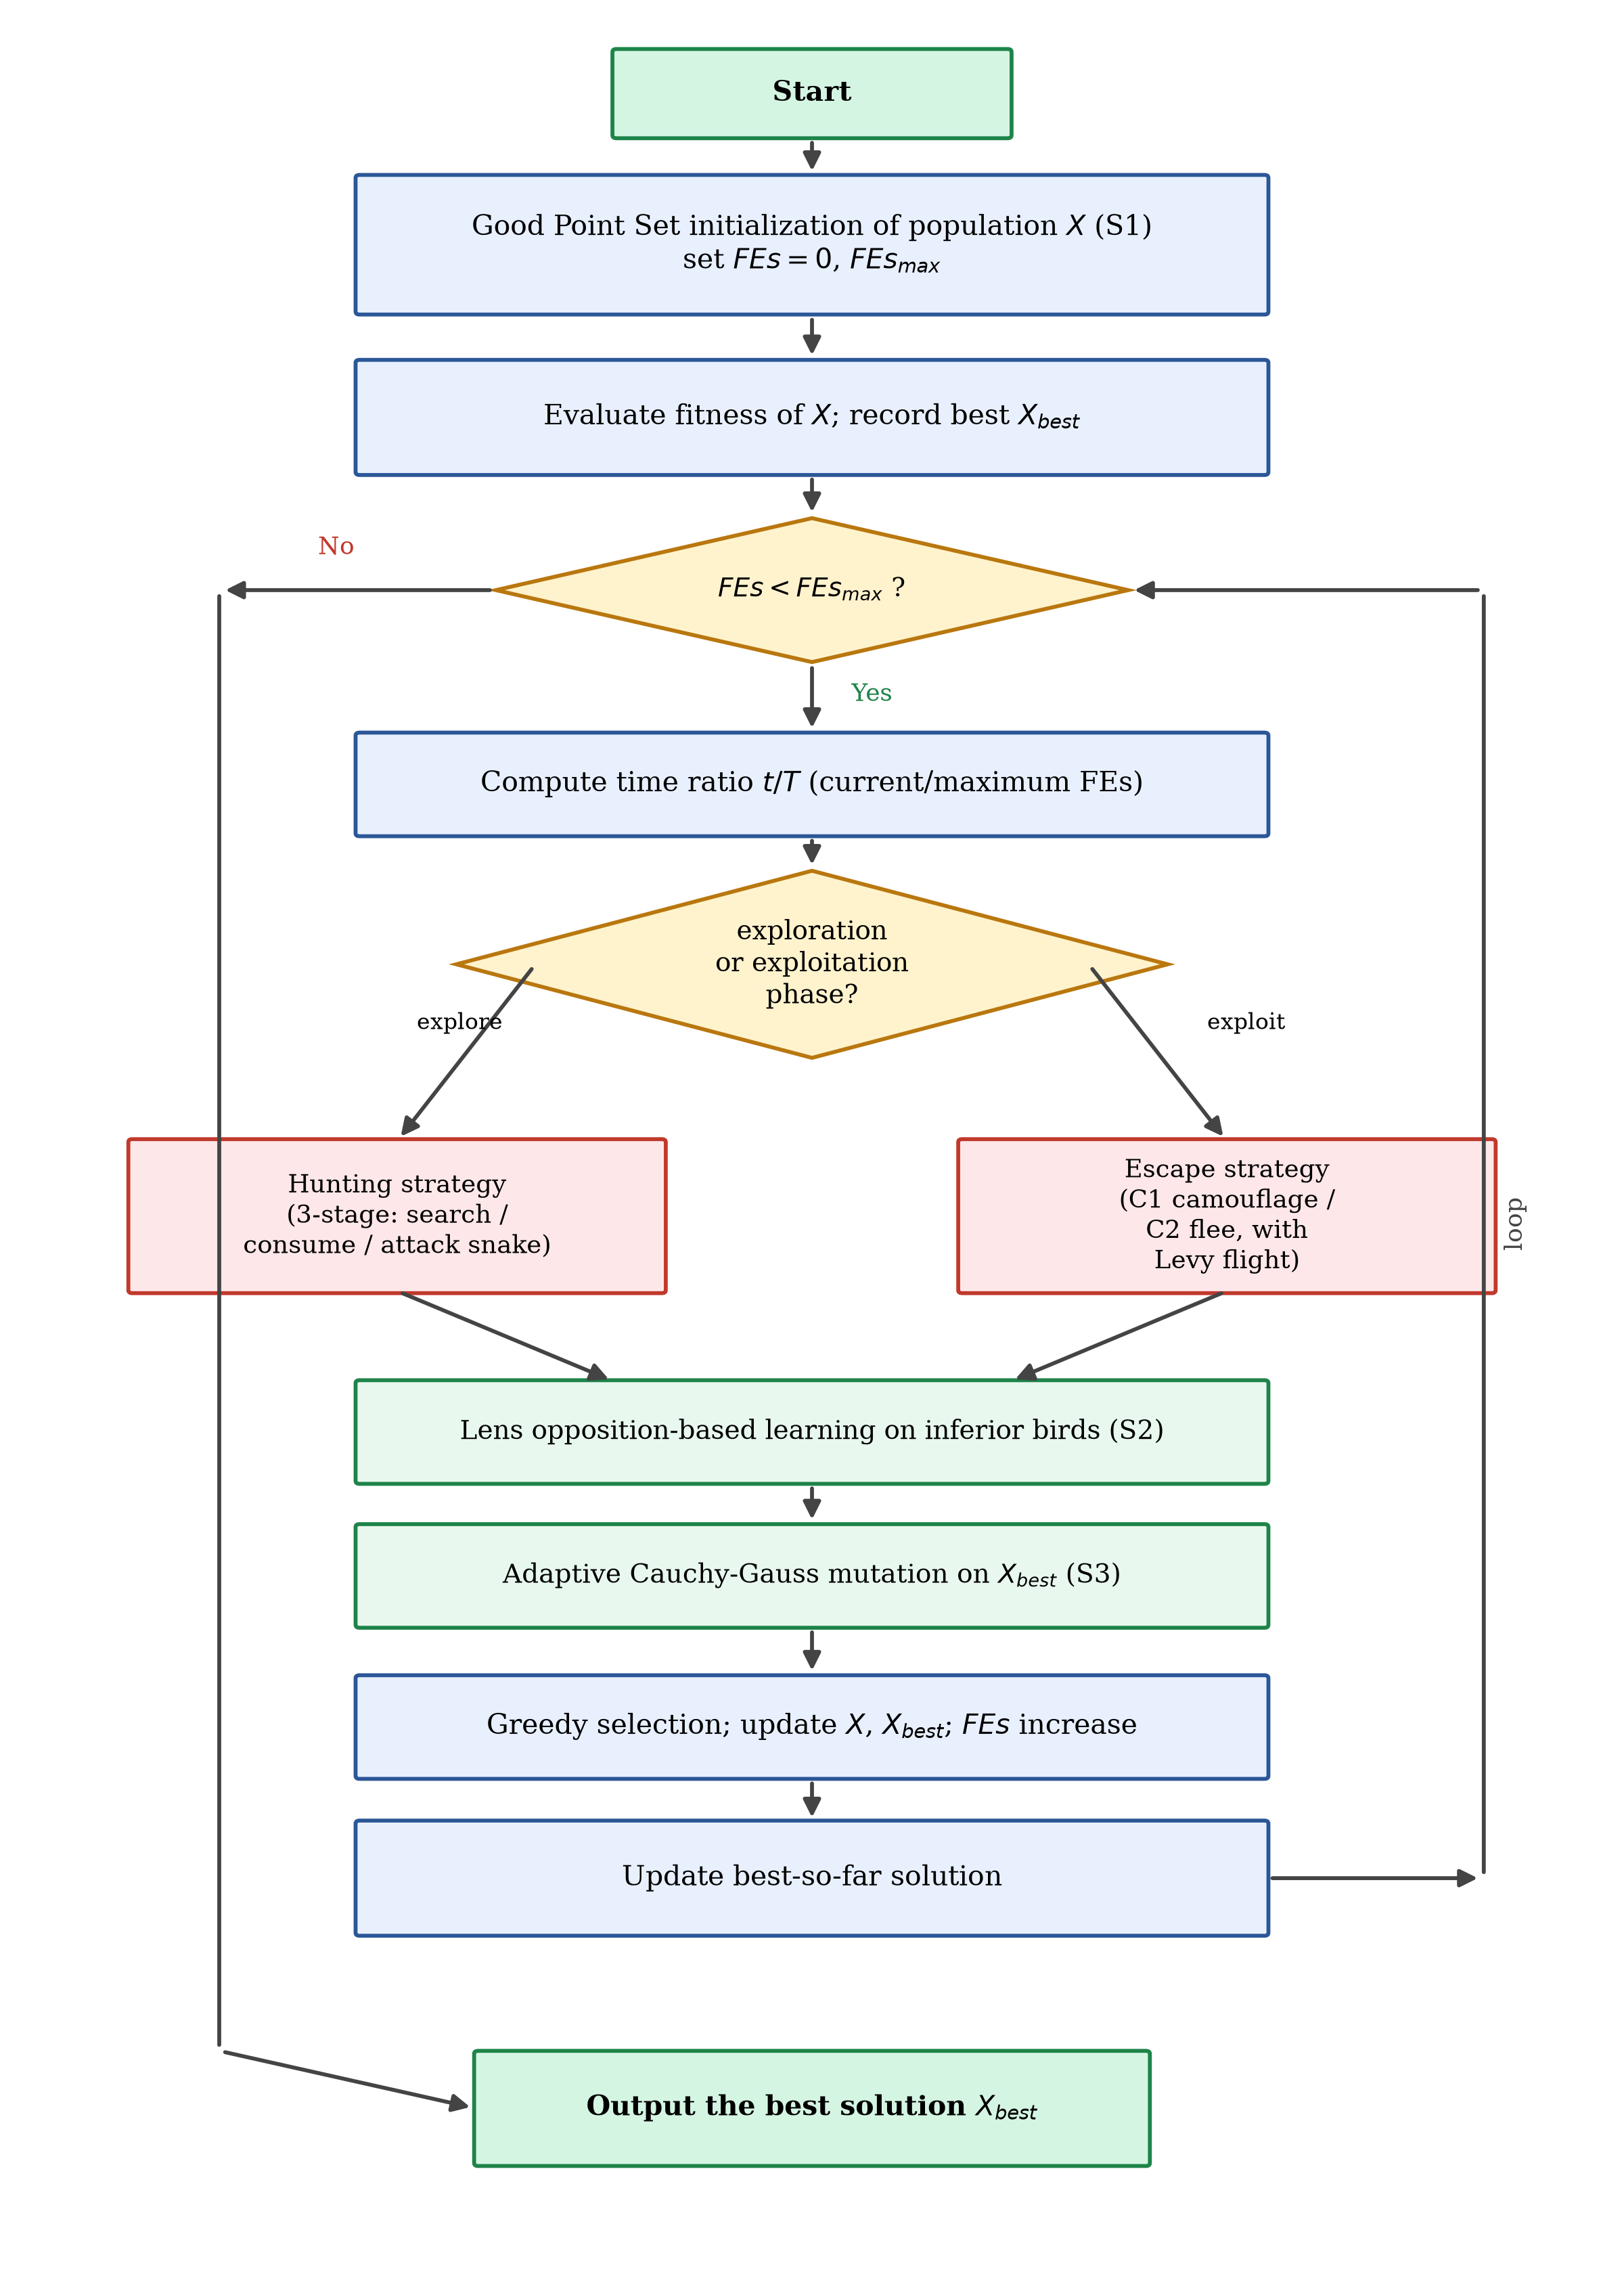 Start
Good Point Set initialization of population X (S1)
set FEs = 0, FEs_max
Evaluate fitness of X; record best X_best
No
FEs < FEs_max ?
Yes
Compute time ratio t/T (current/maximum FEs)
exploration
or exploitation
phase?
explore
exploit
Hunting strategy
(3-stage: search /
consume / attack snake)
Escape strategy
(C1 camouflage /
C2 flee, with
Levy flight)
loop
Lens opposition-based learning on inferior birds (S2)
Adaptive Cauchy-Gauss mutation on X_best (S3)
Greedy selection; update X, X_best; FEs increase
Update best-so-far solution
Output the best solution X_best